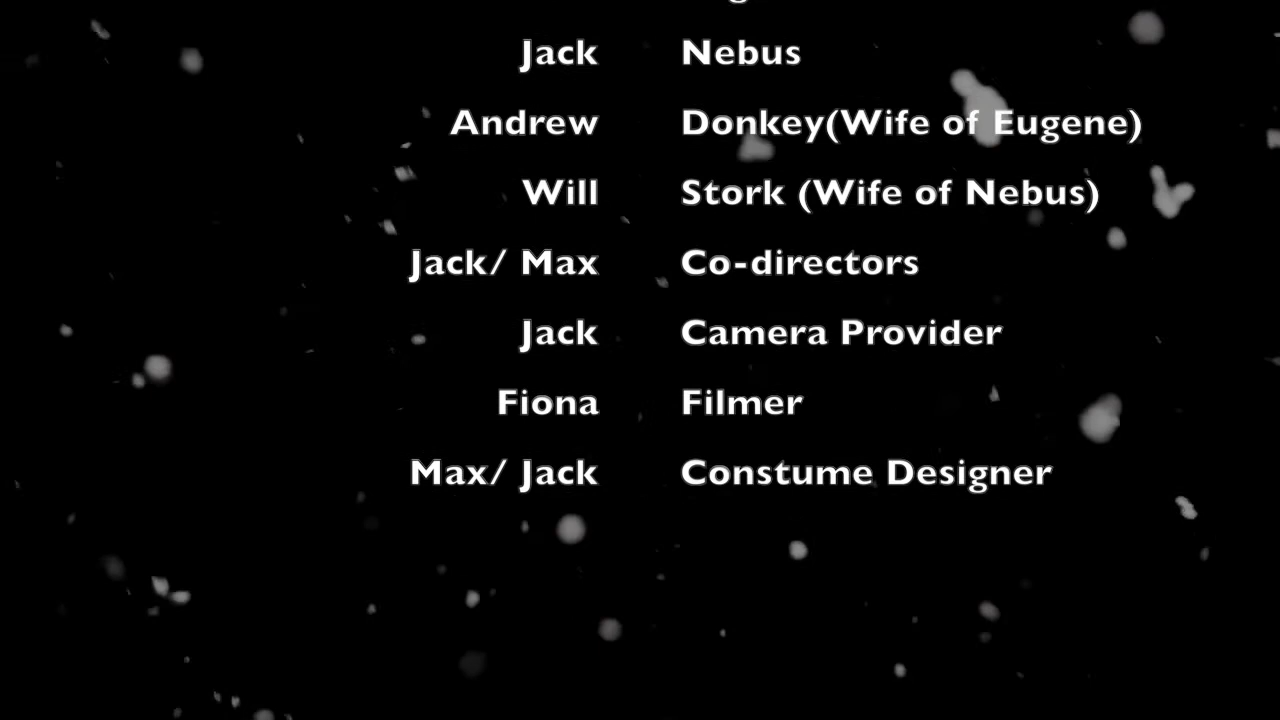 Jack Nebus
Andrew Donkey(Wife of Eugene)
Will Stork (Wife of Nebus)
Jack/ Max Co-directors
Jack Camera Provider
Fiona Filmer
Max/ Jack Constume Designer